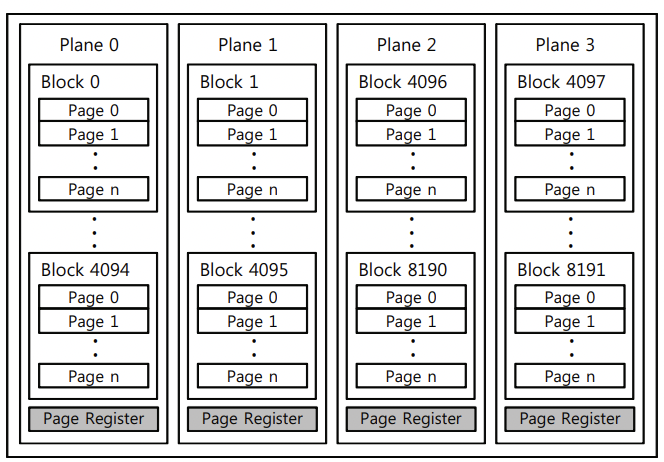 Plane 0
Block 0
Page 0
Page 1
Page n
Block 4094
Page 0
Page 1
Page n
Page Register
Plane 1
Block 1
Page 0
Page 1
Page n
Block 4095
Page 0
Page 1
Page n
Page Register
Plane 2
Block 4096
Page 0
Page 1
Page n
Block 8190
Page 0
Page 1
Page n
Page Register
Plane 3
Block 4097
Page 0
Page 1
Page n
Block 8191
Page 0
Page 1
Page n
Page Register